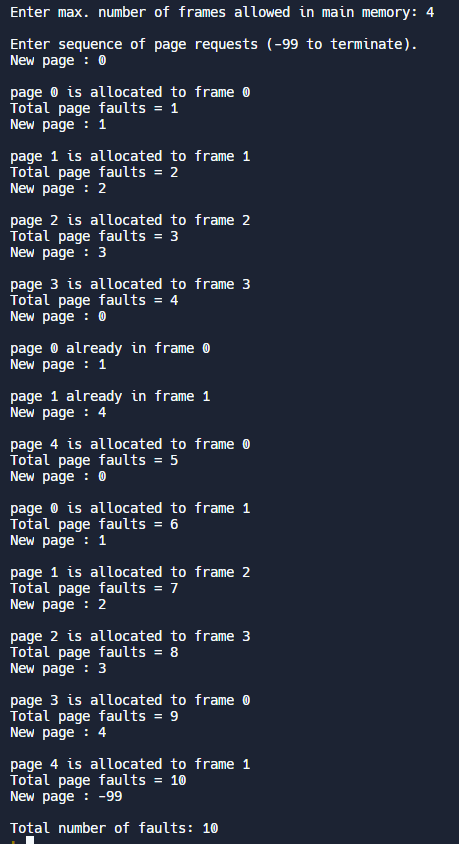 Enter max. number of frames allowed in main memory: 4
Enter sequence of page requests (-99 to terminate).
New page : 0
page 0 is allocated to frame 0
Total page faults = 1
New page : 1
page 1 is allocated to frame 1
Total page faults = 2
New page : 2
page 2 is allocated to frame 2
Total page faults = 3
New page : 3
page 3 is allocated to frame 3
Total page faults = 4
New page : 0
page 0 already in frame 0
New page : 1
page 1 already in frame 1
New page : 4
page 4 is allocated to frame 0
Total page faults = 5
New page : 0
page 0 is allocated to frame 1
Total page faults = 6
New page : 1
page 1 is allocated to frame 2
Total page faults = 7
New page : 2
page 2 is allocated to frame 3
Total page faults = 8
New page : 3
page 3 is allocated to frame 0
Total page faults = 9
New page : 4
page 4 is allocated to frame 1
Total page faults = 10
New page : -99
Total number of faults: 10